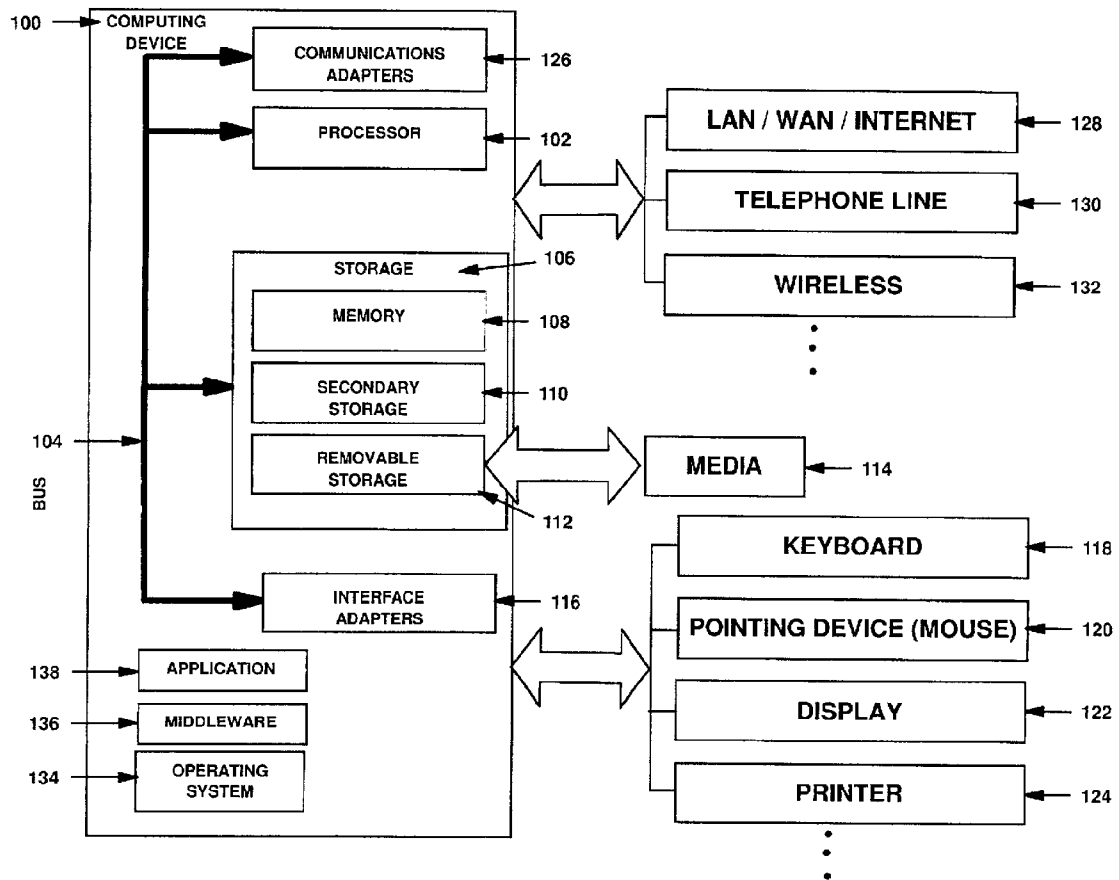 100
COMPUTING
DEVICE
COMMUNICATIONS
ADAPTERS
126
PROCESSOR
102
STORAGE
106
MEMORY
108
SECONDARY
STORAGE
110
REMOVABLE
STORAGE
112
104
BUS
INTERFACE
ADAPTERS
116
138
APPLICATION
136
MIDDLEWARE
134
OPERATING
SYSTEM
LAN / WAN / INTERNET
128
TELEPHONE LINE
130
WIRELESS
132
MEDIA
114
KEYBOARD
118
POINTING DEVICE (MOUSE)
120
DISPLAY
122
PRINTER
124